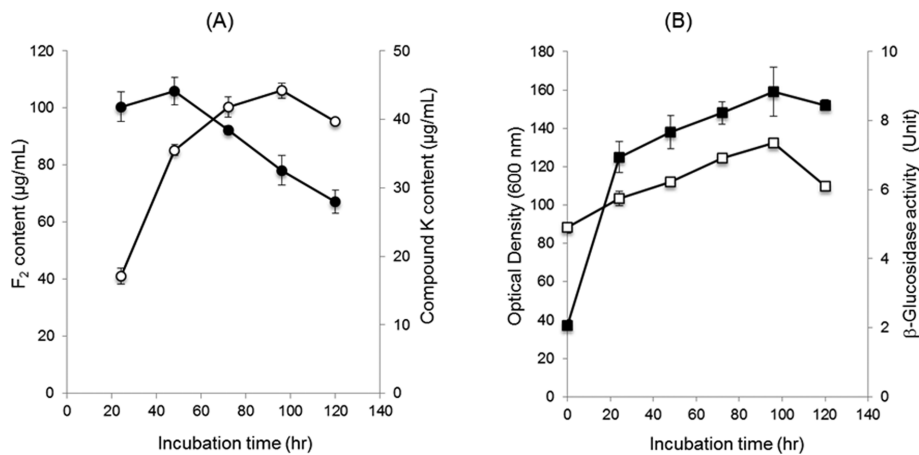 (A)
F₂ content (µg/mL)
120
100
80
60
40
20
0
0 20 40 60 80 100 120 140
Incubation time (hr)
50
40
30
20
10
0
Compound K content (µg/mL)
(B)
Optical Density (600 nm)
180
160
140
120
100
80
60
40
20
0
0 20 40 60 80 100 120 140
Incubation time (hr)
10
8
6
4
2
0
β-Glucosidase activity (Unit)